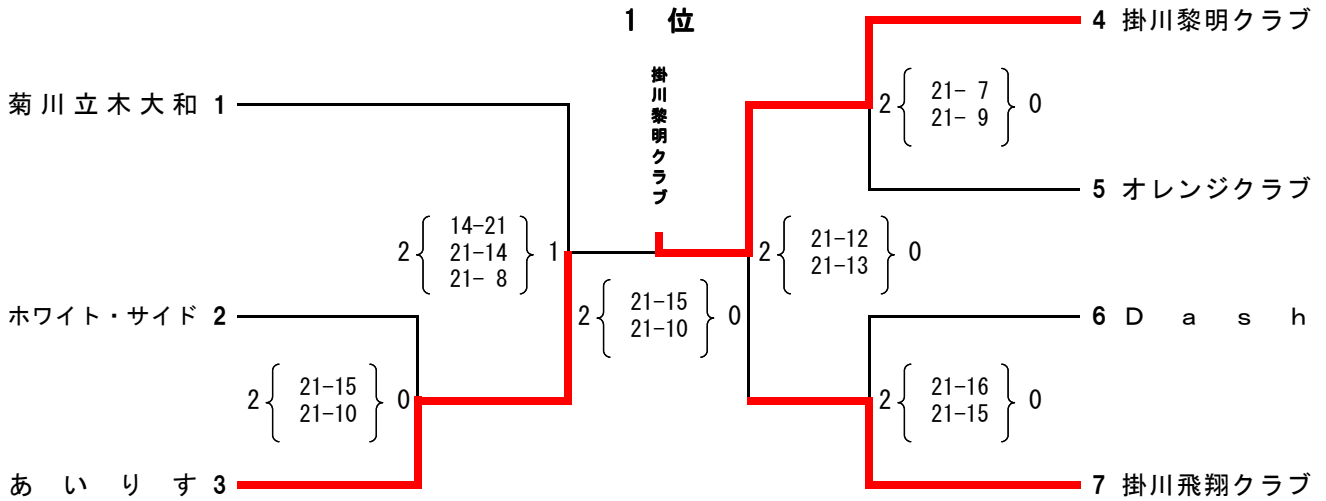 1 位
掛川黎明クラブ
4 掛川黎明クラブ
菊川立木大和 1
2 { 21- 7 } 0
21- 9
5 オレンジクラブ
2 { 14-21 } 1
21-14
21- 8
2 { 21-12 } 0
21-13
ホワイト・サイド 2
2 { 21-15 } 0
21-10
6 Dash
2 { 21-15 } 0
21-10
2 { 21-16 } 0
21-15
あいりす 3
7 掛川飛翔クラブ